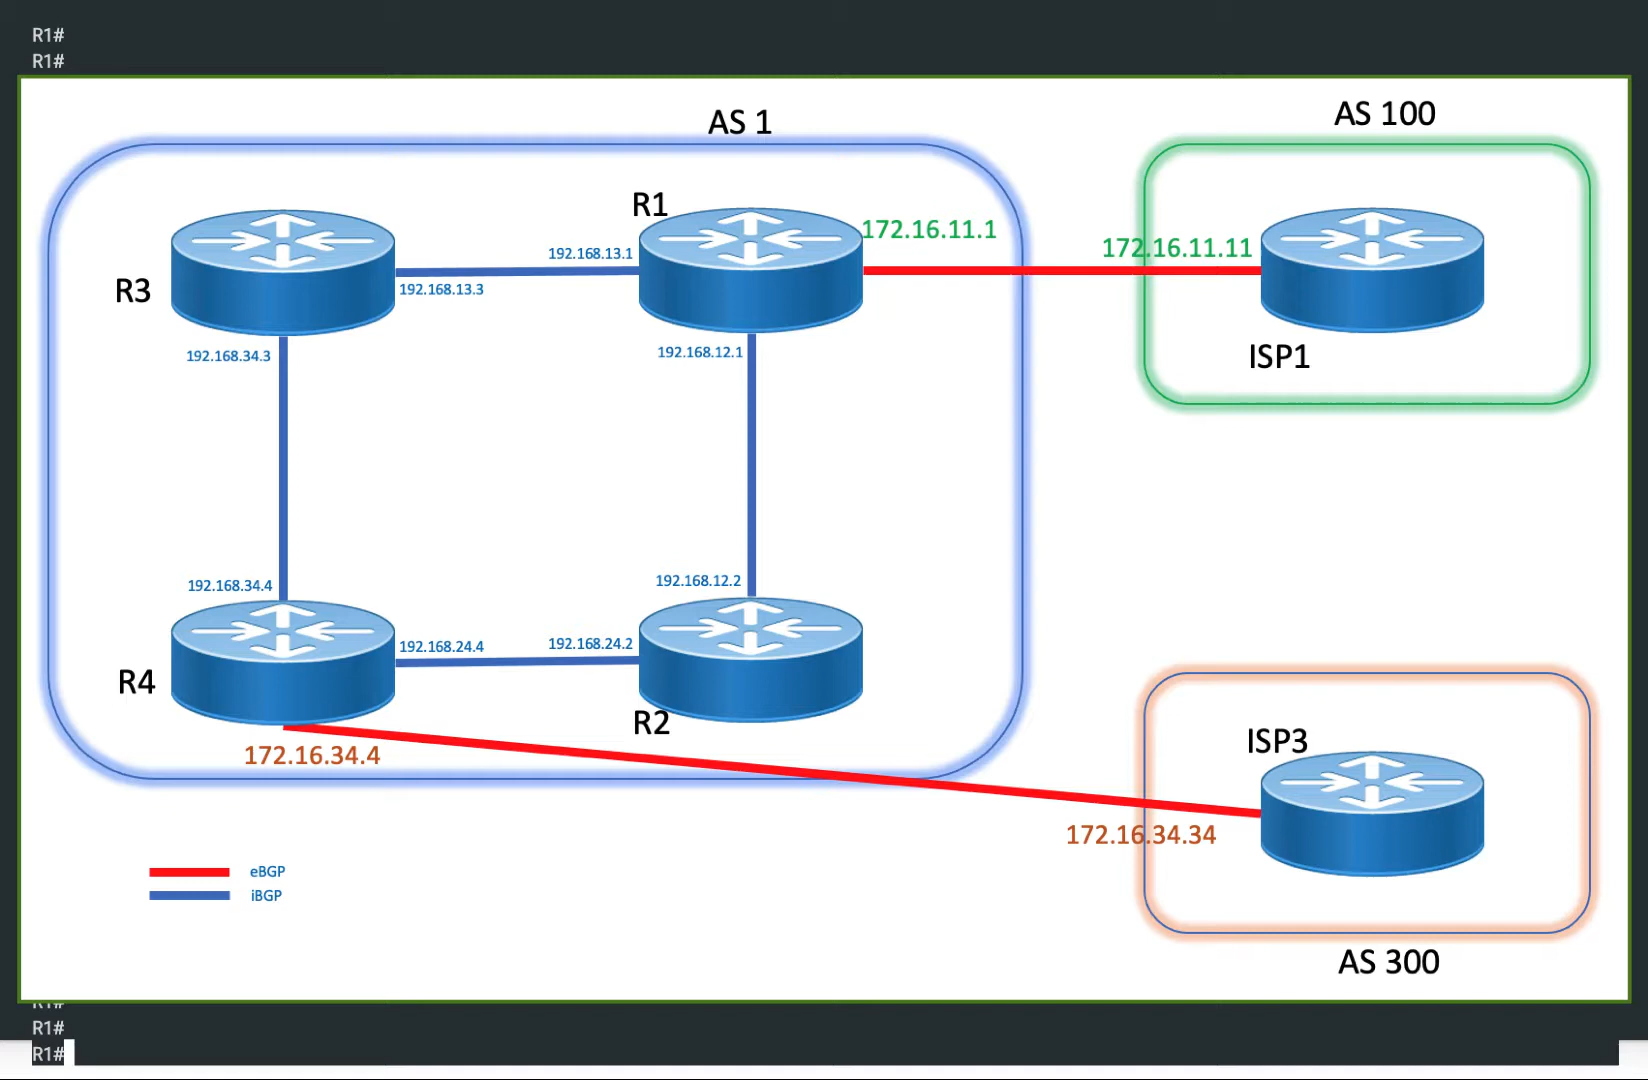 R1#
R1#
AS 1
AS 100
R1
172.16.11.1
172.16.11.11
192.168.13.1
R3
192.168.13.3
192.168.34.3
192.168.12.1
ISP1
192.168.34.4
192.168.12.2
192.168.24.4
192.168.24.2
R4
R2
ISP3
172.16.34.4
172.16.34.34
eBGP
iBGP
AS 300
R1#
R1#
R1#